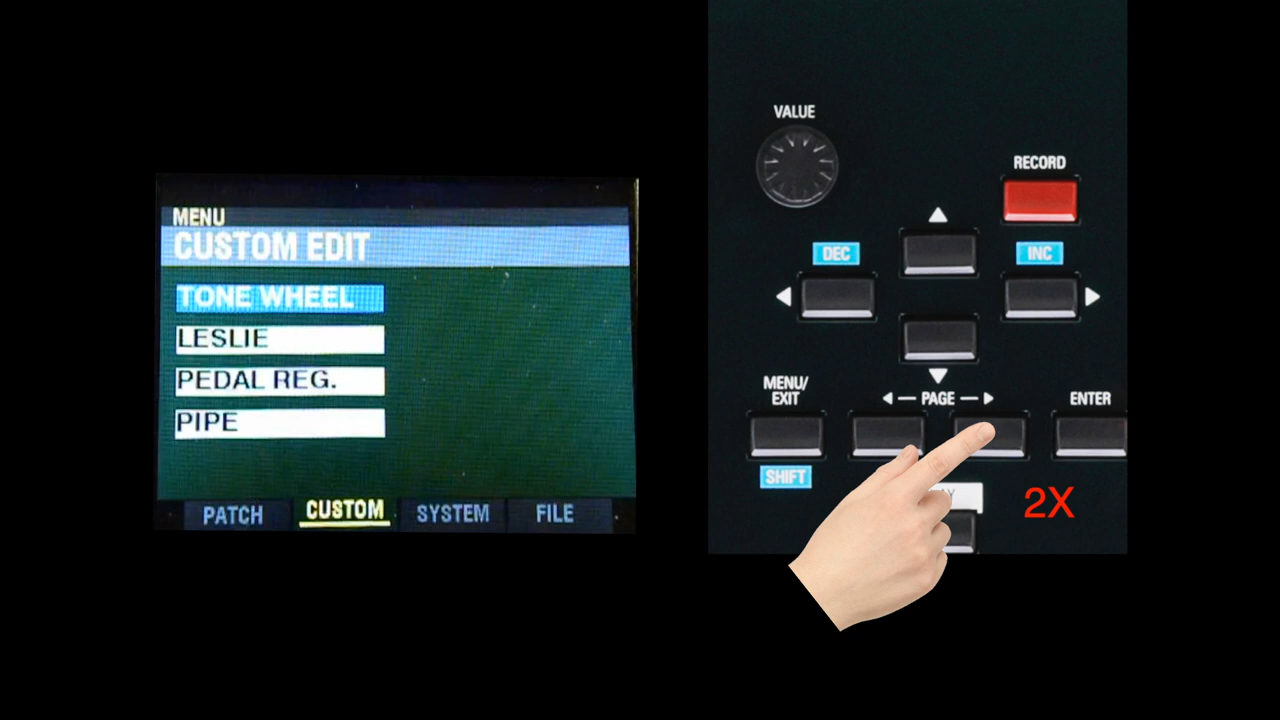 MENU
CUSTOM EDIT
TONE WHEEL
LESLIE
PEDAL REG.
PIPE
PATCH CUSTOM SYSTEM FILE
VALUE
RECORD
DEC
INC
MENU/
EXIT
PAGE
ENTER
SHIFT
2X